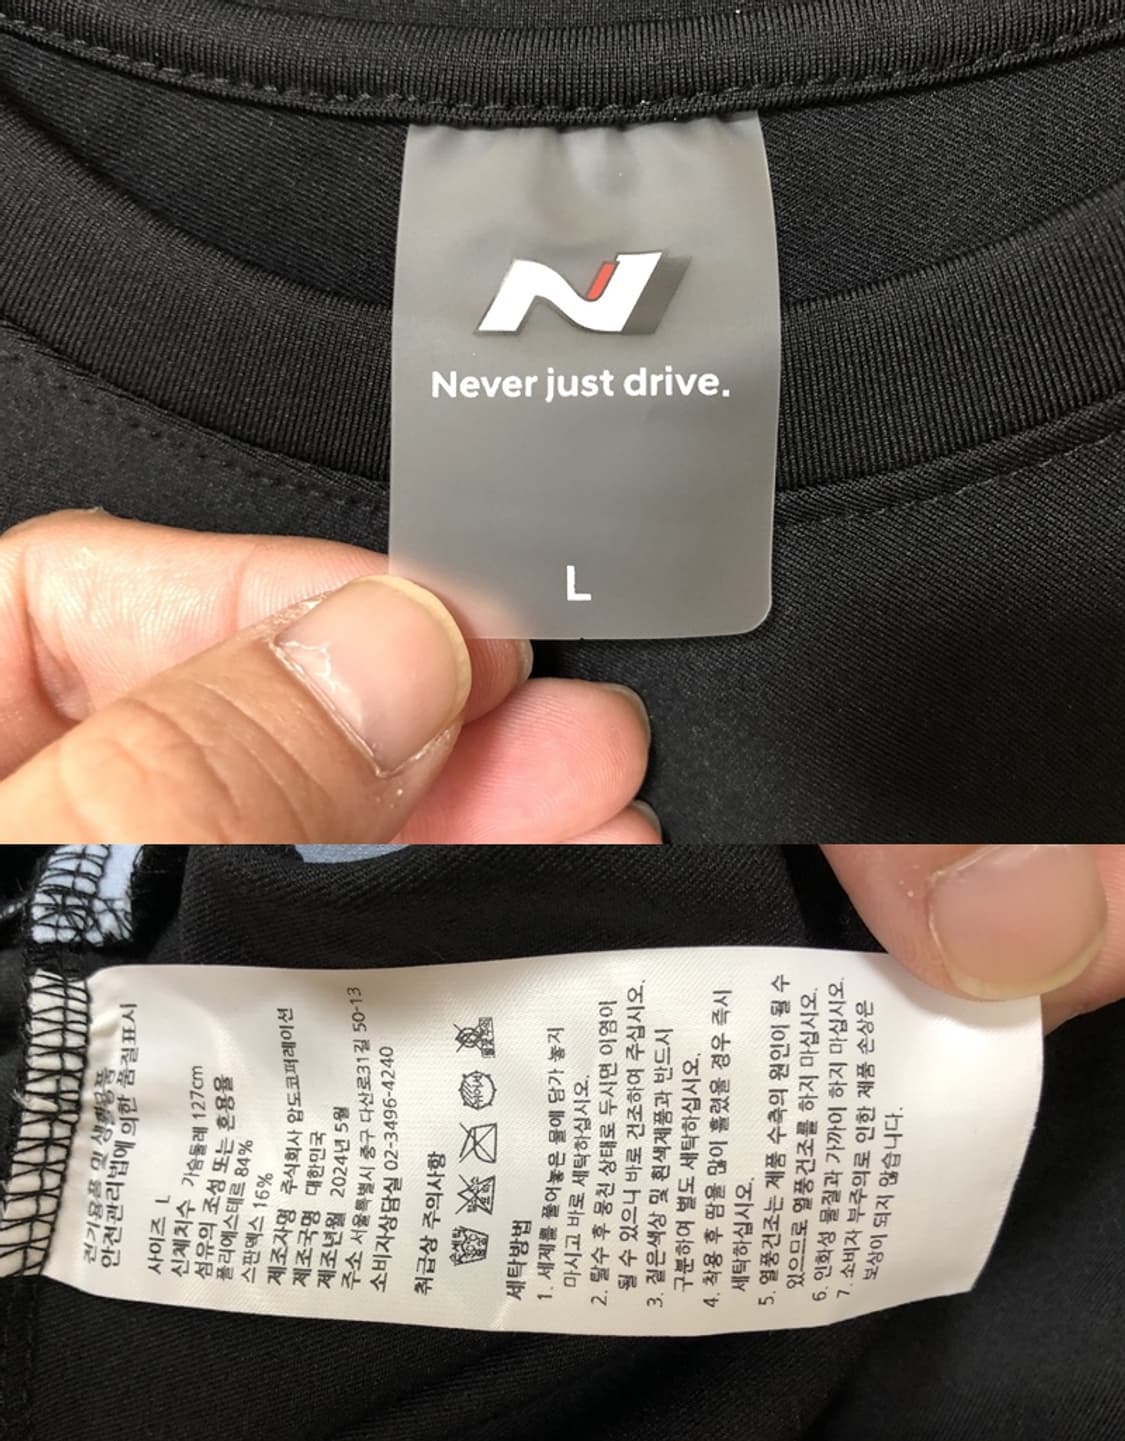 N
Never just drive.
L
전기용품 및 생활용품
안전관리법에 의한 품질표시
사이즈 L
신체치수 가슴둘레 127cm
섬유의 조성 또는 혼용율
폴리에스테르 84%
스판덱스 16%
제조자명 주식회사 압도코퍼레이션
제조국명 대한민국
제조년월 2024년 5월
주소 서울특별시 중구 다산로31길 50-13
소비자상담실 02-3496-4240
취급상 주의사항
세탁방법
1. 세제를 풀어놓은 물에 담가 놓지
마시고 바로 세탁하십시오.
2. 탈수 후 뭉친 상태로 두시면 이염이
될 수 있으니 바로 건조하여 주십시오.
3. 짙은색상 및 흰색제품과 반드시
구분하여 별도 세탁하십시오.
4. 착용 후 땀을 많이 흘렸을 경우 즉시
세탁하십시오.
5. 열풍건조는 제품 수축의 원인이 될 수
있으므로 열풍건조를 하지 마십시오.
6. 인화성 물질과 가까이 하지 마십시오.
7. 소비자 부주의로 인한 제품 손상은
보상이 되지 않습니다.